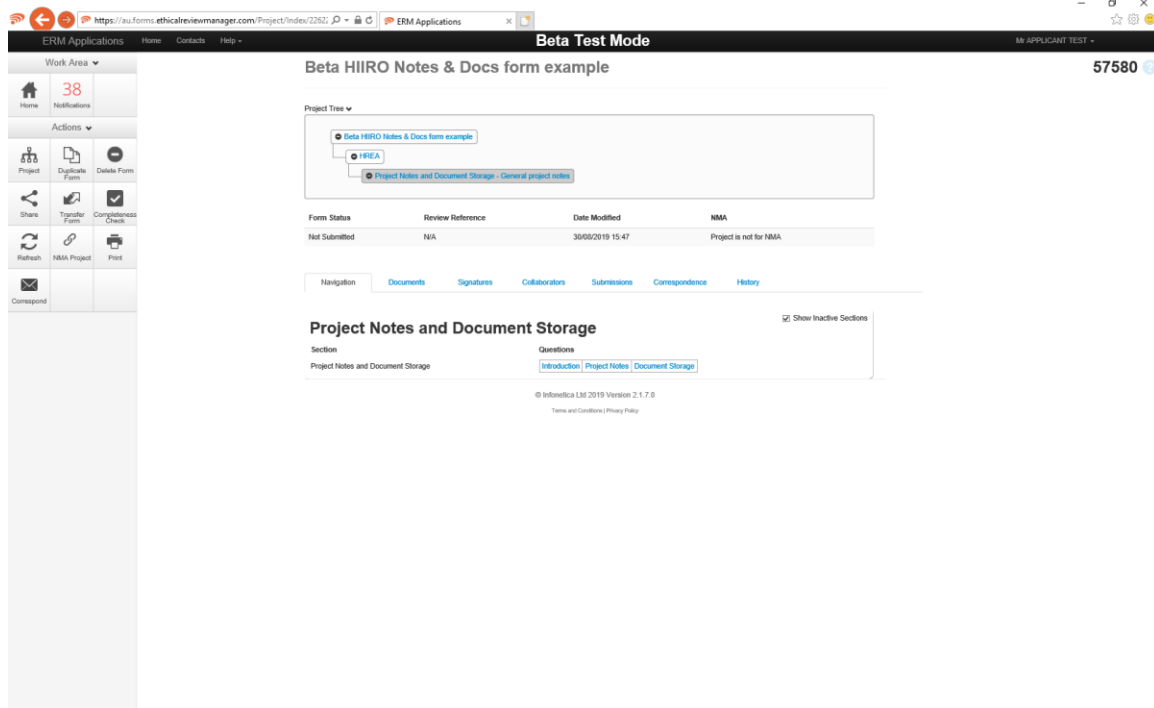 https://au.forms.ethicalreviewmanager.com/Project/Index/2262; ERM Applications
ERM Applications Home Contacts Help Beta Test Mode Mr APPLICANT TEST
Work Area
Beta HIIRO Notes & Docs form example 57580
38
Home Notifications
Project Tree
Actions
Beta HIIRO Notes & Docs form example
HREA
Project Notes and Document Storage - General project notes
Project Duplicate Form Delete Form
Share Transfer Form Completeness Check
Form Status Review Reference Date Modified NMA
Not Submitted N/A 30/08/2019 15:47 Project is not for NMA
Refresh NMA Project Print
Navigation Documents Signatures Collaborators Submissions Correspondence History
Correspond
Show Inactive Sections
Project Notes and Document Storage
Section Questions
Project Notes and Document Storage Introduction Project Notes Document Storage
© Infonetica Ltd 2019 Version 2.1.7.0
Terms and Conditions | Privacy Policy